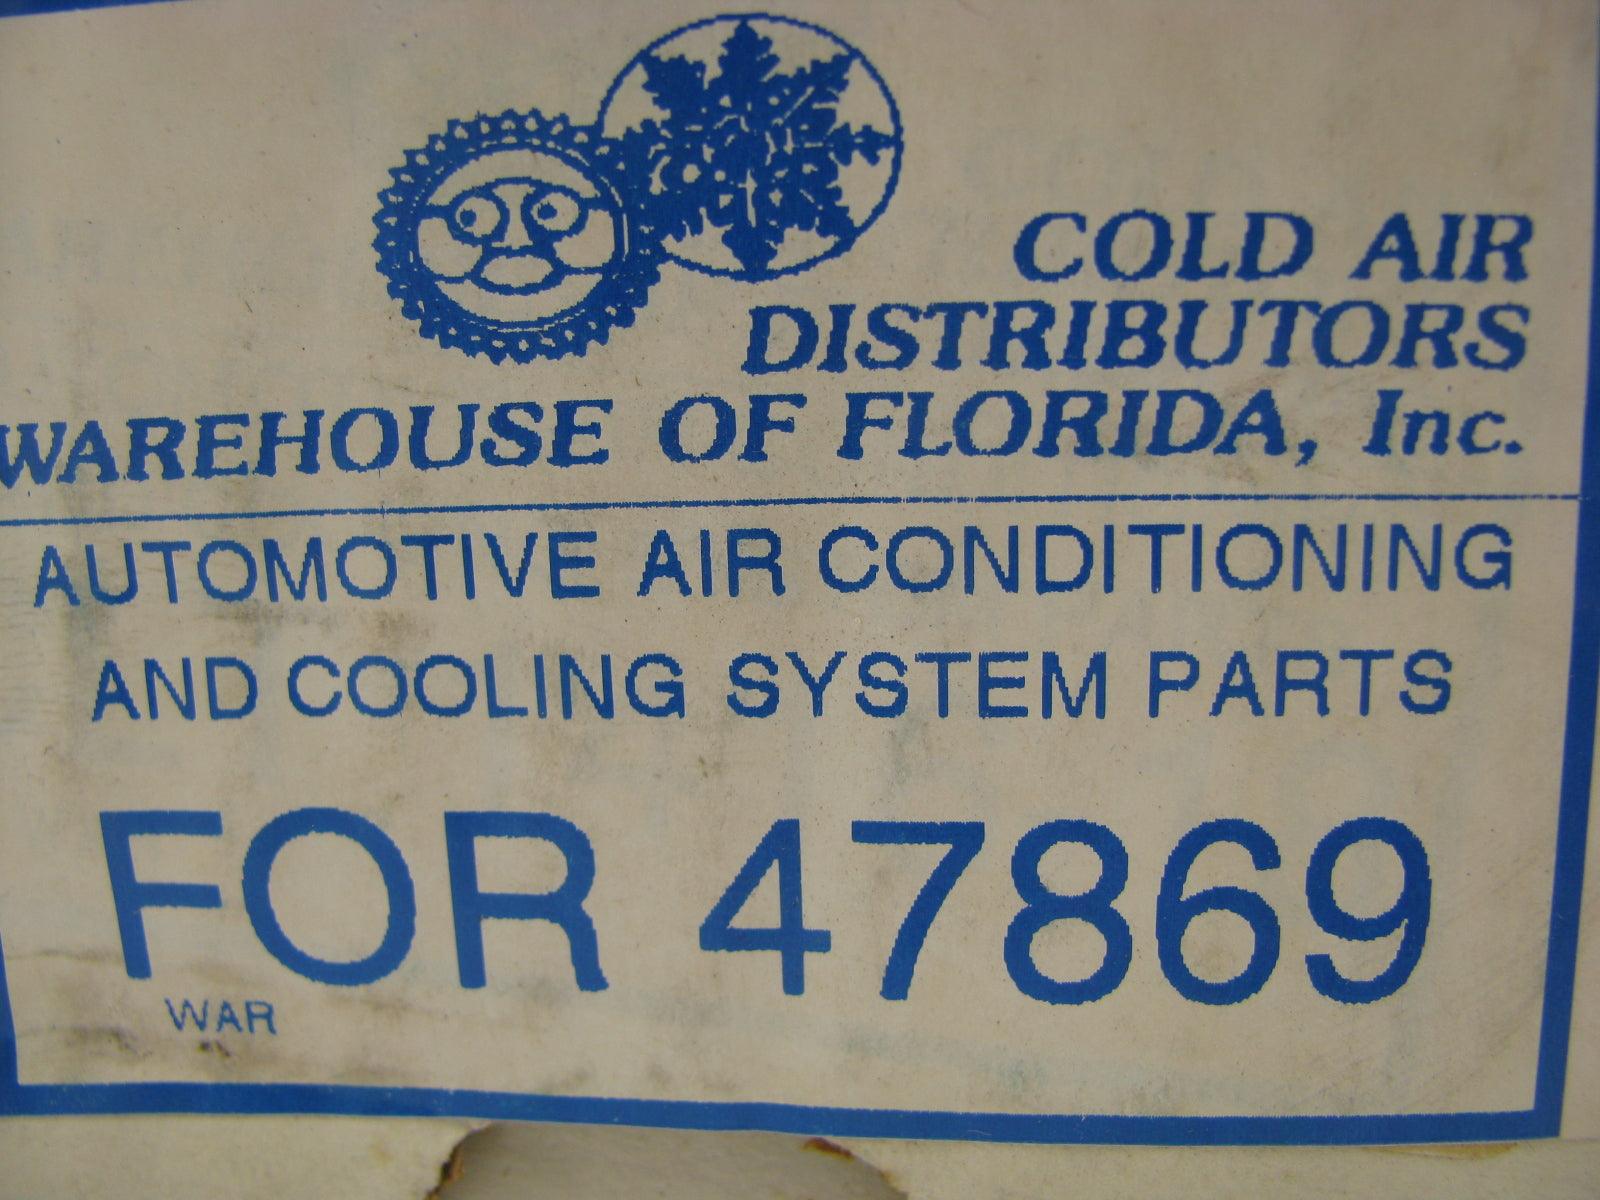 COLD AIR
DISTRIBUTORS
WAREHOUSE OF FLORIDA, Inc.
AUTOMOTIVE AIR CONDITIONING
AND COOLING SYSTEM PARTS
FOR 47869
WAR